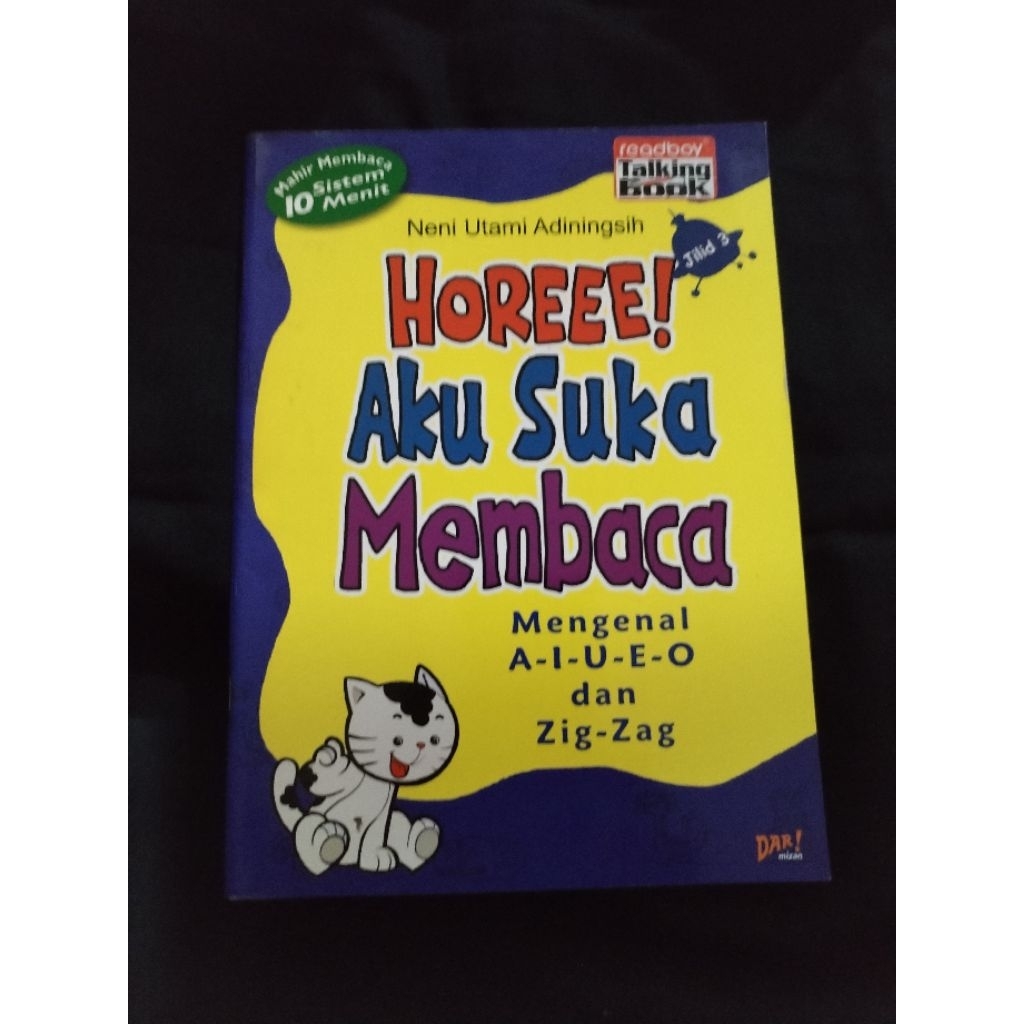 Mahir Membaca
10 Sistem
Menit
readboy
Talking
Book
Neni Utami Adiningsih
Jilid 3
HOREEE!
Aku Suka
Membaca
Mengenal
A-I-U-E-O
dan
Zig-Zag
DAR!
mizan